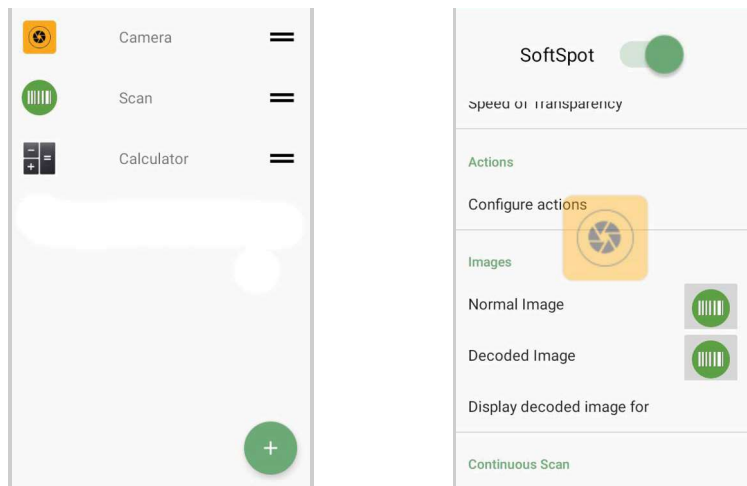 Camera
Scan
Calculator
SoftSpot
Speed of Transparency
Actions
Configure actions
Images
Normal Image
Decoded Image
Display decoded image for
Continuous Scan